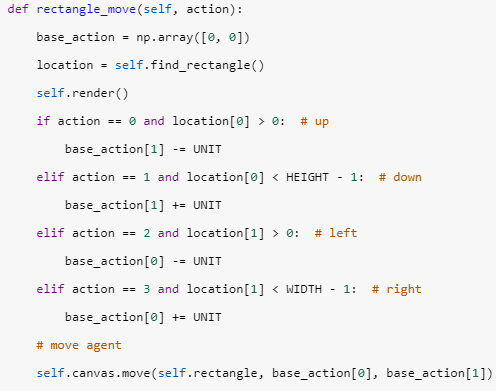 def rectangle_move(self, action):
    base_action = np.array([0, 0])
    location = self.find_rectangle()
    self.render()
    if action == 0 and location[0] > 0:  # up
        base_action[1] -= UNIT
    elif action == 1 and location[0] < HEIGHT - 1:  # down
        base_action[1] += UNIT
    elif action == 2 and location[1] > 0:  # left
        base_action[0] -= UNIT
    elif action == 3 and location[1] < WIDTH - 1:  # right
        base_action[0] += UNIT
    # move agent
    self.canvas.move(self.rectangle, base_action[0], base_action[1])